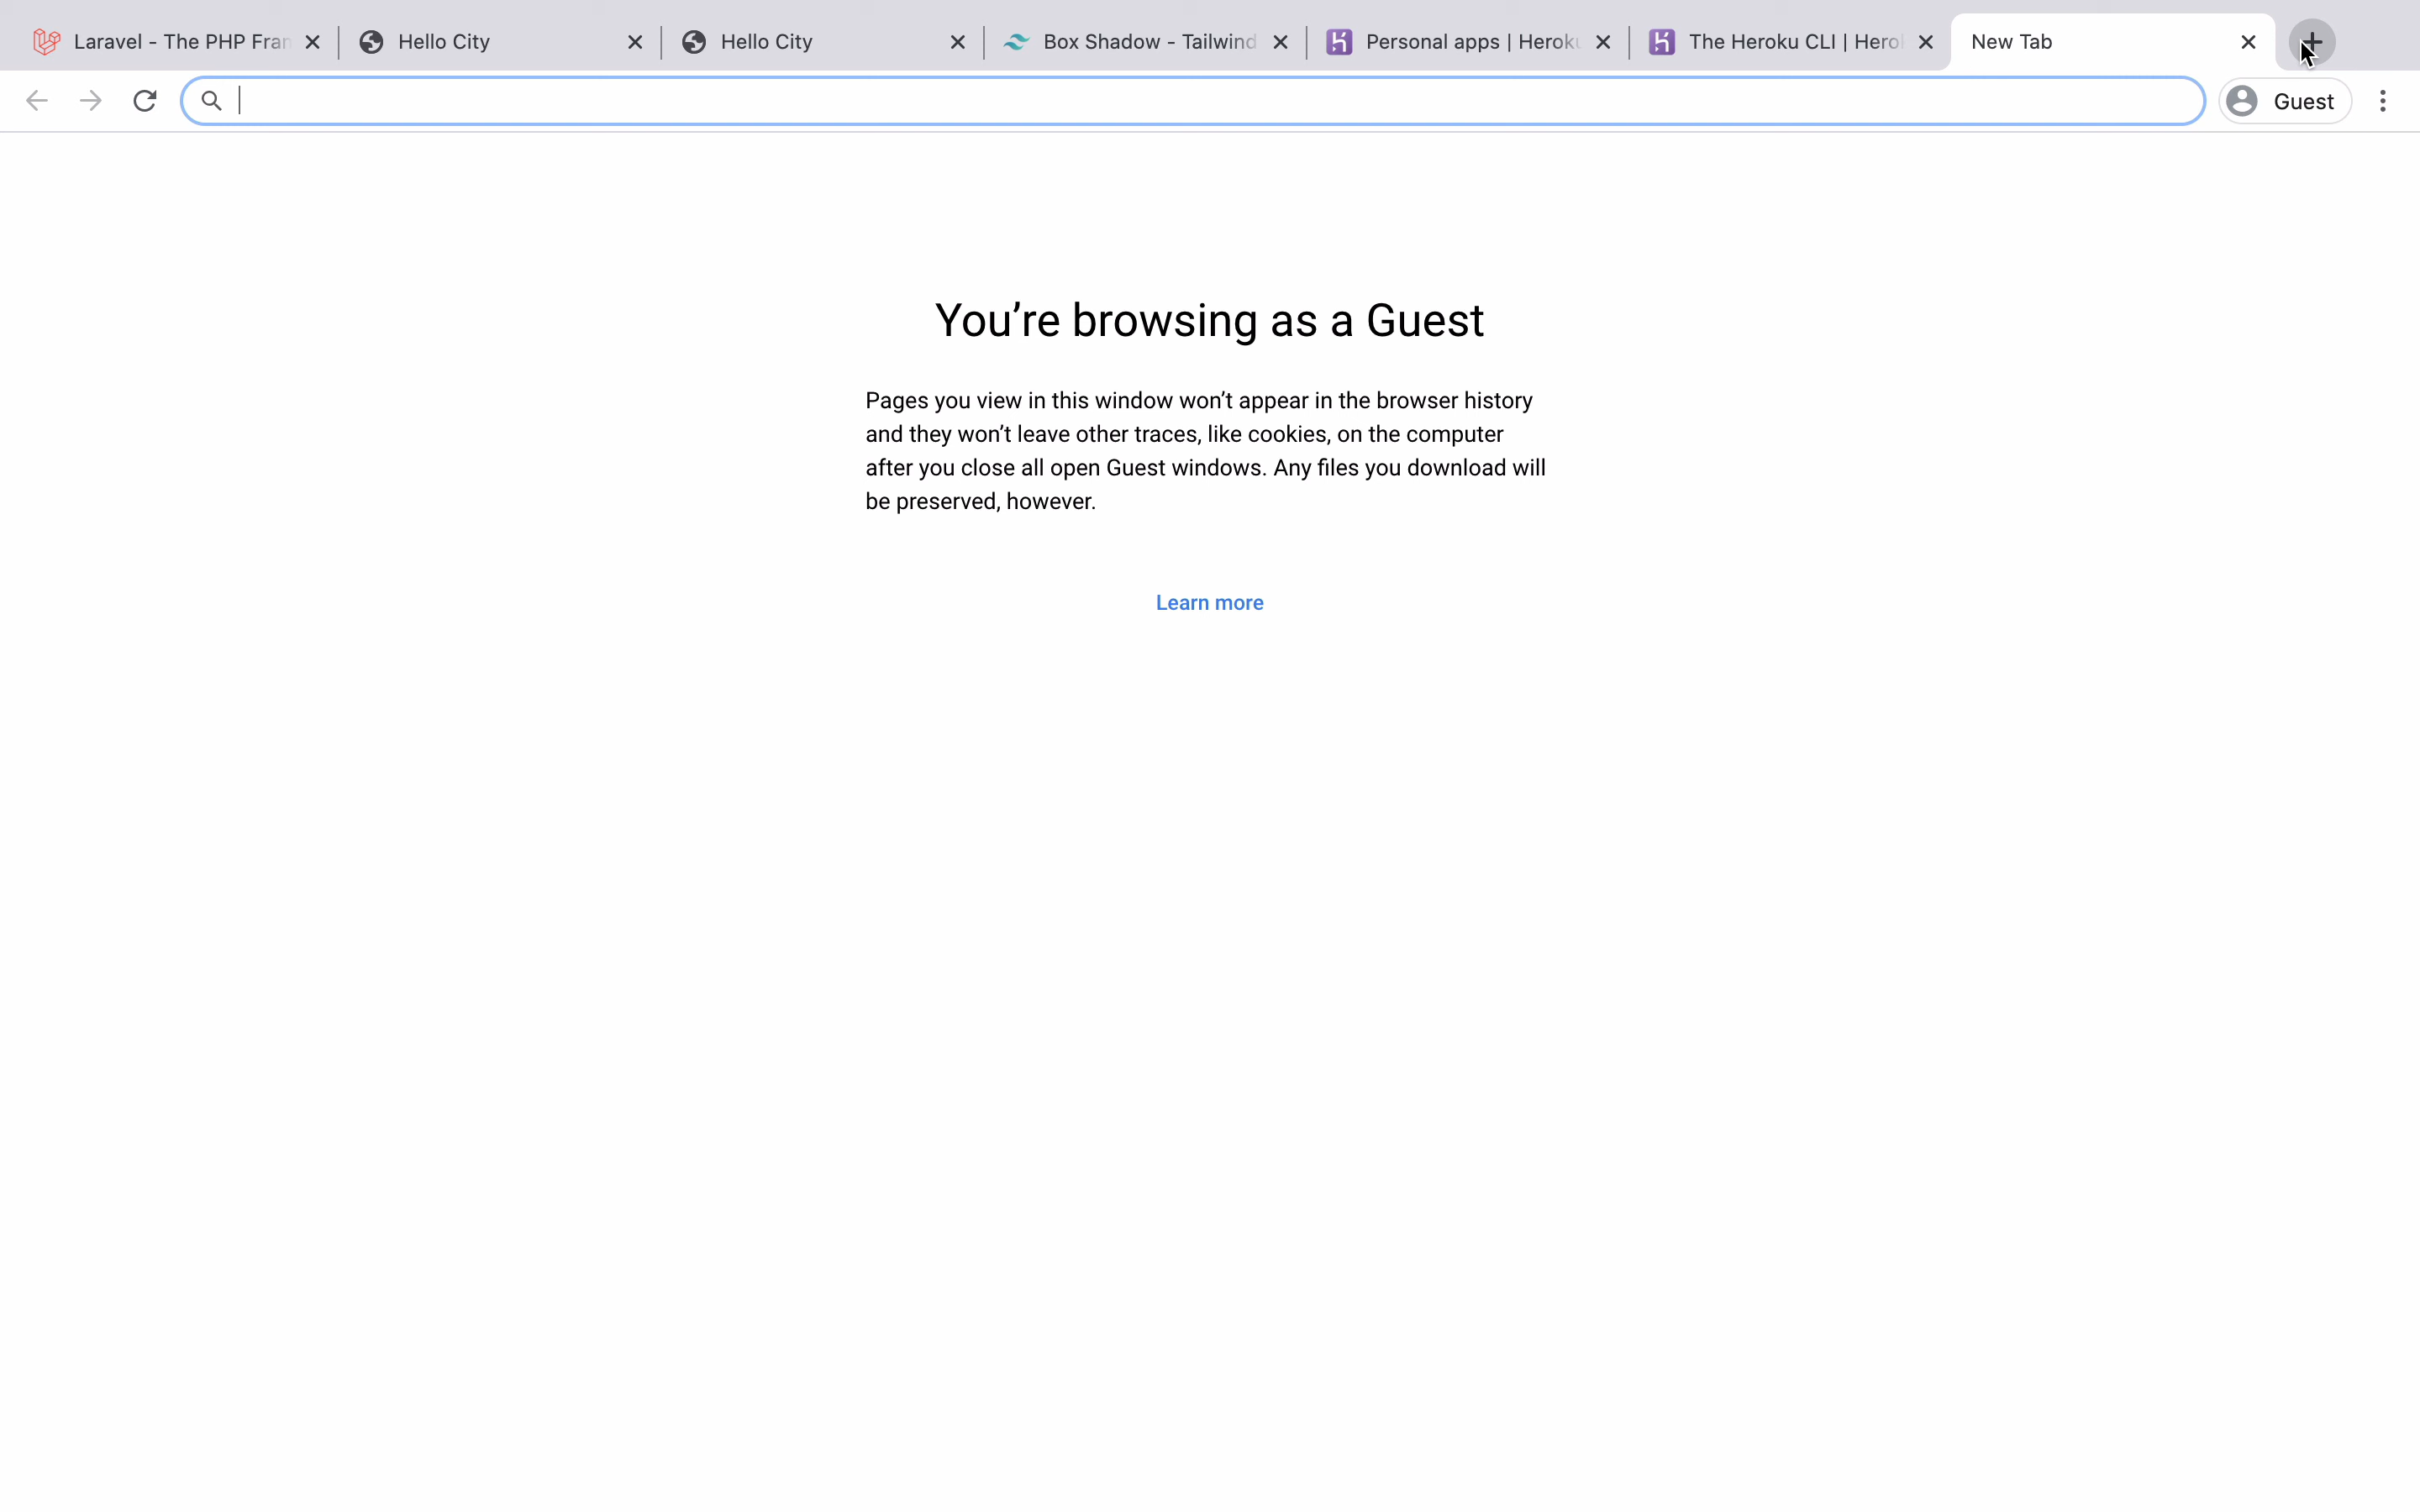 Laravel - The PHP Fran
Hello City
Hello City
Box Shadow - Tailwind
Personal apps | Heroku
The Heroku CLI | Hero
New Tab
Guest
You’re browsing as a Guest
Pages you view in this window won’t appear in the browser history
and they won’t leave other traces, like cookies, on the computer
after you close all open Guest windows. Any files you download will
be preserved, however.
Learn more